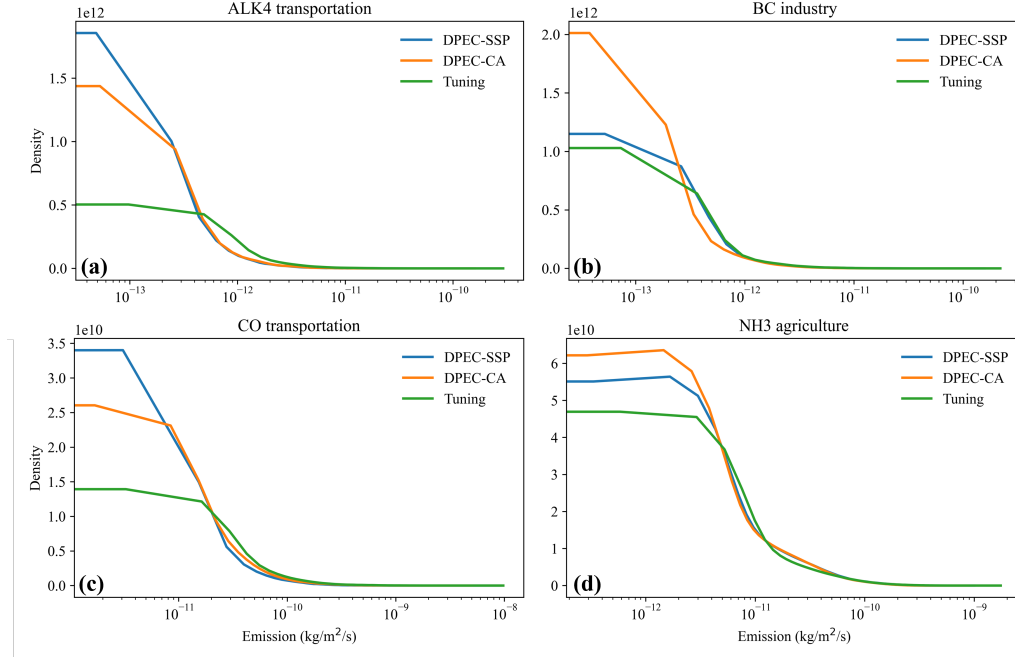 ALK4 transportation
1e12
DPEC-SSP
DPEC-CA
Tuning
Density
1.5
1.0
0.5
0.0
(a)
10⁻¹³
10⁻¹²
10⁻¹¹
10⁻¹⁰
BC industry
1e12
DPEC-SSP
DPEC-CA
Tuning
2.0
1.5
1.0
0.5
0.0
(b)
10⁻¹³
10⁻¹²
10⁻¹¹
10⁻¹⁰
CO transportation
1e10
DPEC-SSP
DPEC-CA
Tuning
Density
3.5
3.0
2.5
2.0
1.5
1.0
0.5
0.0
(c)
10⁻¹¹
10⁻¹⁰
10⁻⁹
10⁻⁸
Emission (kg/m²/s)
NH3 agriculture
1e10
DPEC-SSP
DPEC-CA
Tuning
6
5
4
3
2
1
0
(d)
10⁻¹²
10⁻¹¹
10⁻¹⁰
10⁻⁹
Emission (kg/m²/s)